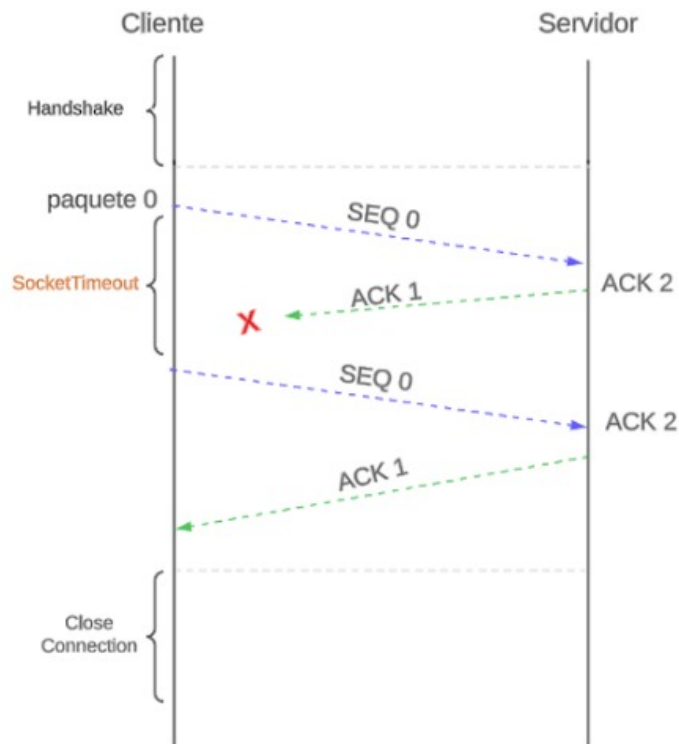 Cliente
Servidor
Handshake
paquete 0
SEQ 0
SocketTimeout
ACK 2
ACK 1
X
SEQ 0
ACK 2
ACK 1
Close
Connection